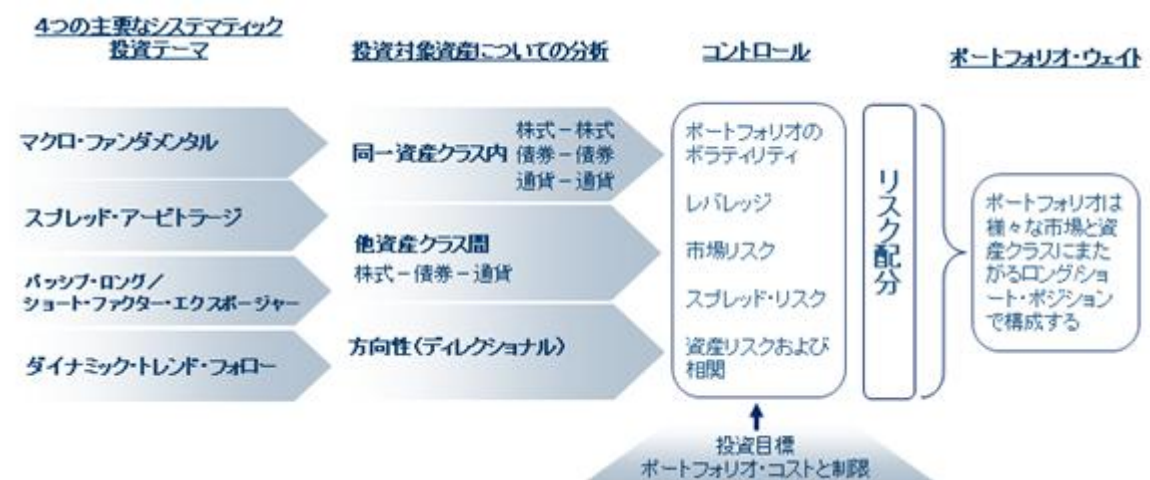 4つの主要なシステマティック
投資テーマ
マクロ・ファンダメンタル
スプレッド・アービトラージ
パッシブ・ロング／
ショート・ファクター・エクスポージャー
ダイナミック・トレンド・フォロー
投資対象資産についての分析
同一資産クラス内
株式－株式
債券－債券
通貨－通貨
他資産クラス間
株式－債券－通貨
方向性（ディレクショナル）
コントロール
ポートフォリオの
ボラティリティ
レバレッジ
市場リスク
スプレッド・リスク
資産リスクおよび
相関
投資目標
ポートフォリオ・コストと制限
リスク配分
ポートフォリオ・ウェイト
ポートフォリオは
様々な市場と資
産クラスにまた
がるロング/ショ
ート・ポジション
で構成する